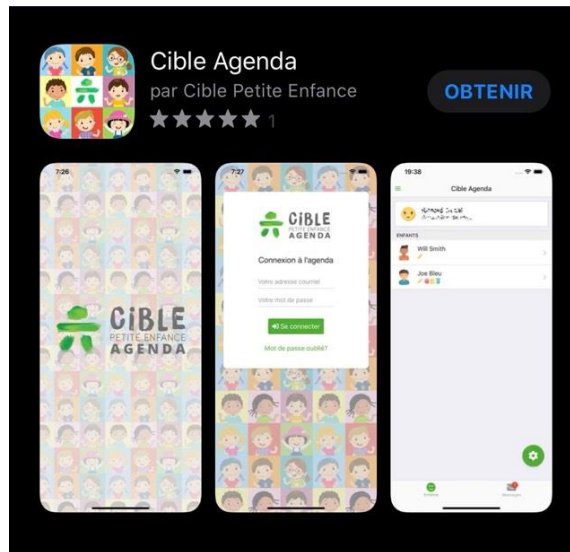 Cible Agenda
par Cible Petite Enfance
OBTENIR
1
7:26
CiBLE
PETITE ENFANCE
AGENDA
7:27
CiBLE
PETITE ENFANCE
AGENDA
Connexion à l'agenda
Votre adresse courriel
Votre mot de passe
Se connecter
Mot de passe oublié?
19:38
Cible Agenda
ENFANTS
Will Smith
Joe Bleu
Enfants
Messages